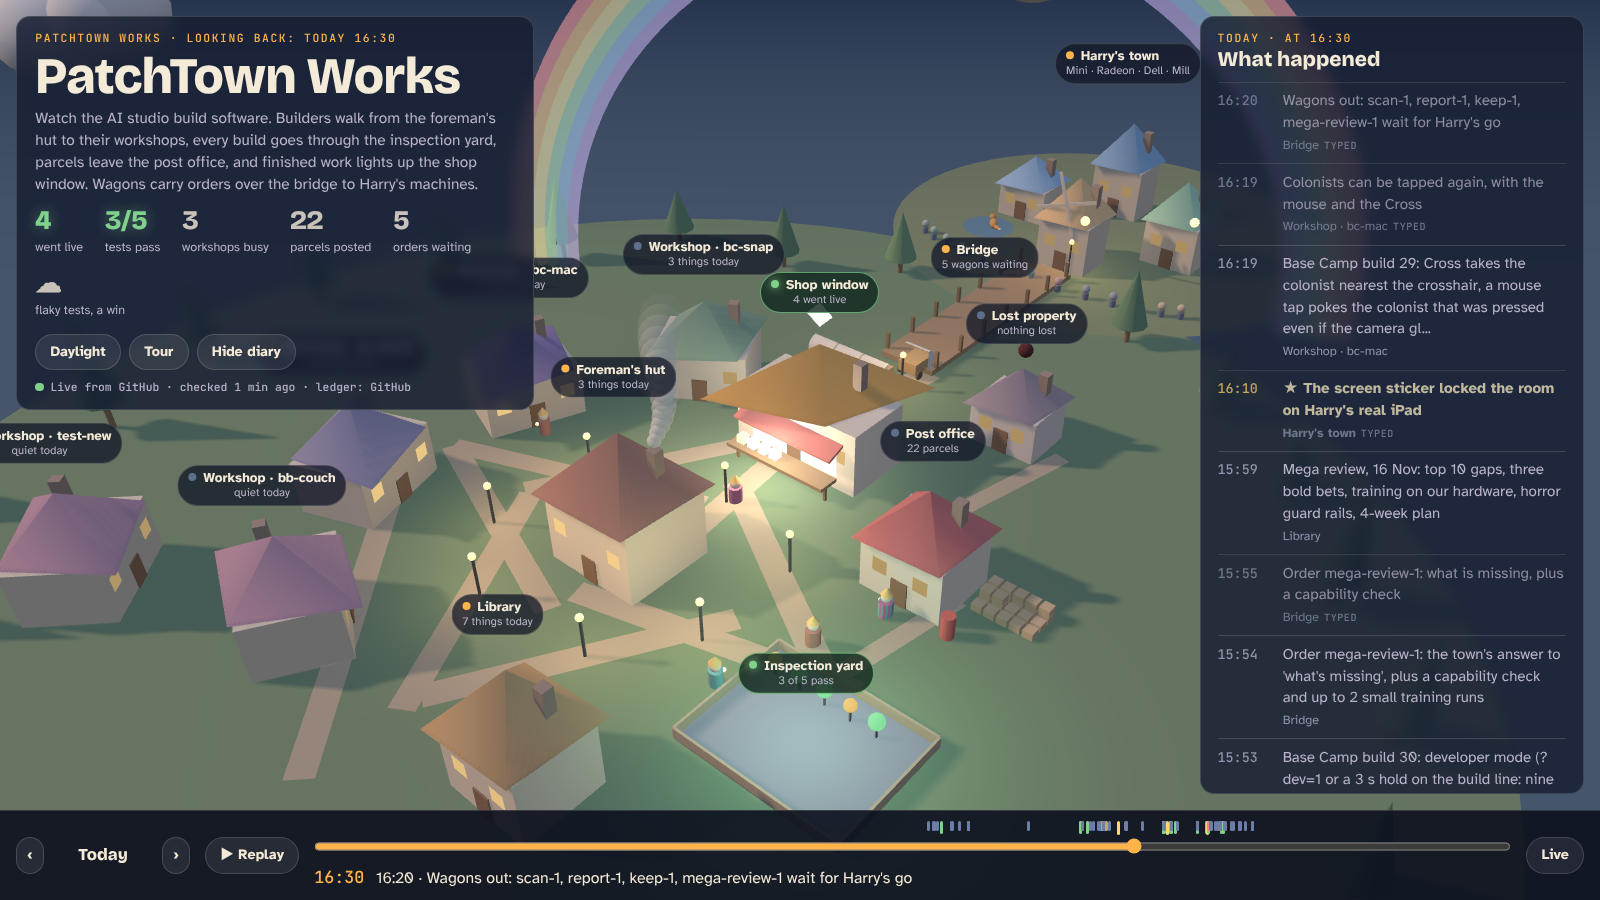 PATCHTOWN WORKS · LOOKING BACK: TODAY 16:30
PatchTown Works
Watch the AI studio build software. Builders walk from the foreman's
hut to their workshops, every build goes through the inspection yard,
parcels leave the post office, and finished work lights up the shop
window. Wagons carry orders over the bridge to Harry's machines.
4 3/5 3 22 5
went live tests pass workshops busy parcels posted orders waiting
flaky tests, a win
Daylight Tour Hide diary
Live from GitHub · checked 1 min ago · ledger: GitHub
Harry's town
Mini · Radeon · Dell · Mill
Workshop · bc-snap
3 things today
bc-mac
ay
Bridge
5 wagons waiting
Shop window
4 went live
Lost property
nothing lost
Foreman's hut
3 things today
Post office
22 parcels
rkshop · test-new
quiet today
Workshop · bb-couch
quiet today
Library
7 things today
Inspection yard
3 of 5 pass
TODAY · AT 16:30
What happened
16:20 Wagons out: scan-1, report-1, keep-1,
mega-review-1 wait for Harry's go
Bridge TYPED
16:19 Colonists can be tapped again, with the
mouse and the Cross
Workshop · bc-mac TYPED
16:19 Base Camp build 29: Cross takes the
colonist nearest the crosshair, a mouse
tap pokes the colonist that was pressed
even if the camera gl...
Workshop · bc-mac
16:10 ★ The screen sticker locked the room
on Harry's real iPad
Harry's town TYPED
15:59 Mega review, 16 Nov: top 10 gaps, three
bold bets, training on our hardware, horror
guard rails, 4-week plan
Library
15:55 Order mega-review-1: what is missing, plus
a capability check
Bridge TYPED
15:54 Order mega-review-1: the town's answer to
'what's missing', plus a capability check
and up to 2 small training runs
Bridge
15:53 Base Camp build 30: developer mode (?
dev=1 or a 3 s hold on the build line: nine
‹ Today › ▶ Replay Live
16:30 16:20 · Wagons out: scan-1, report-1, keep-1, mega-review-1 wait for Harry's go